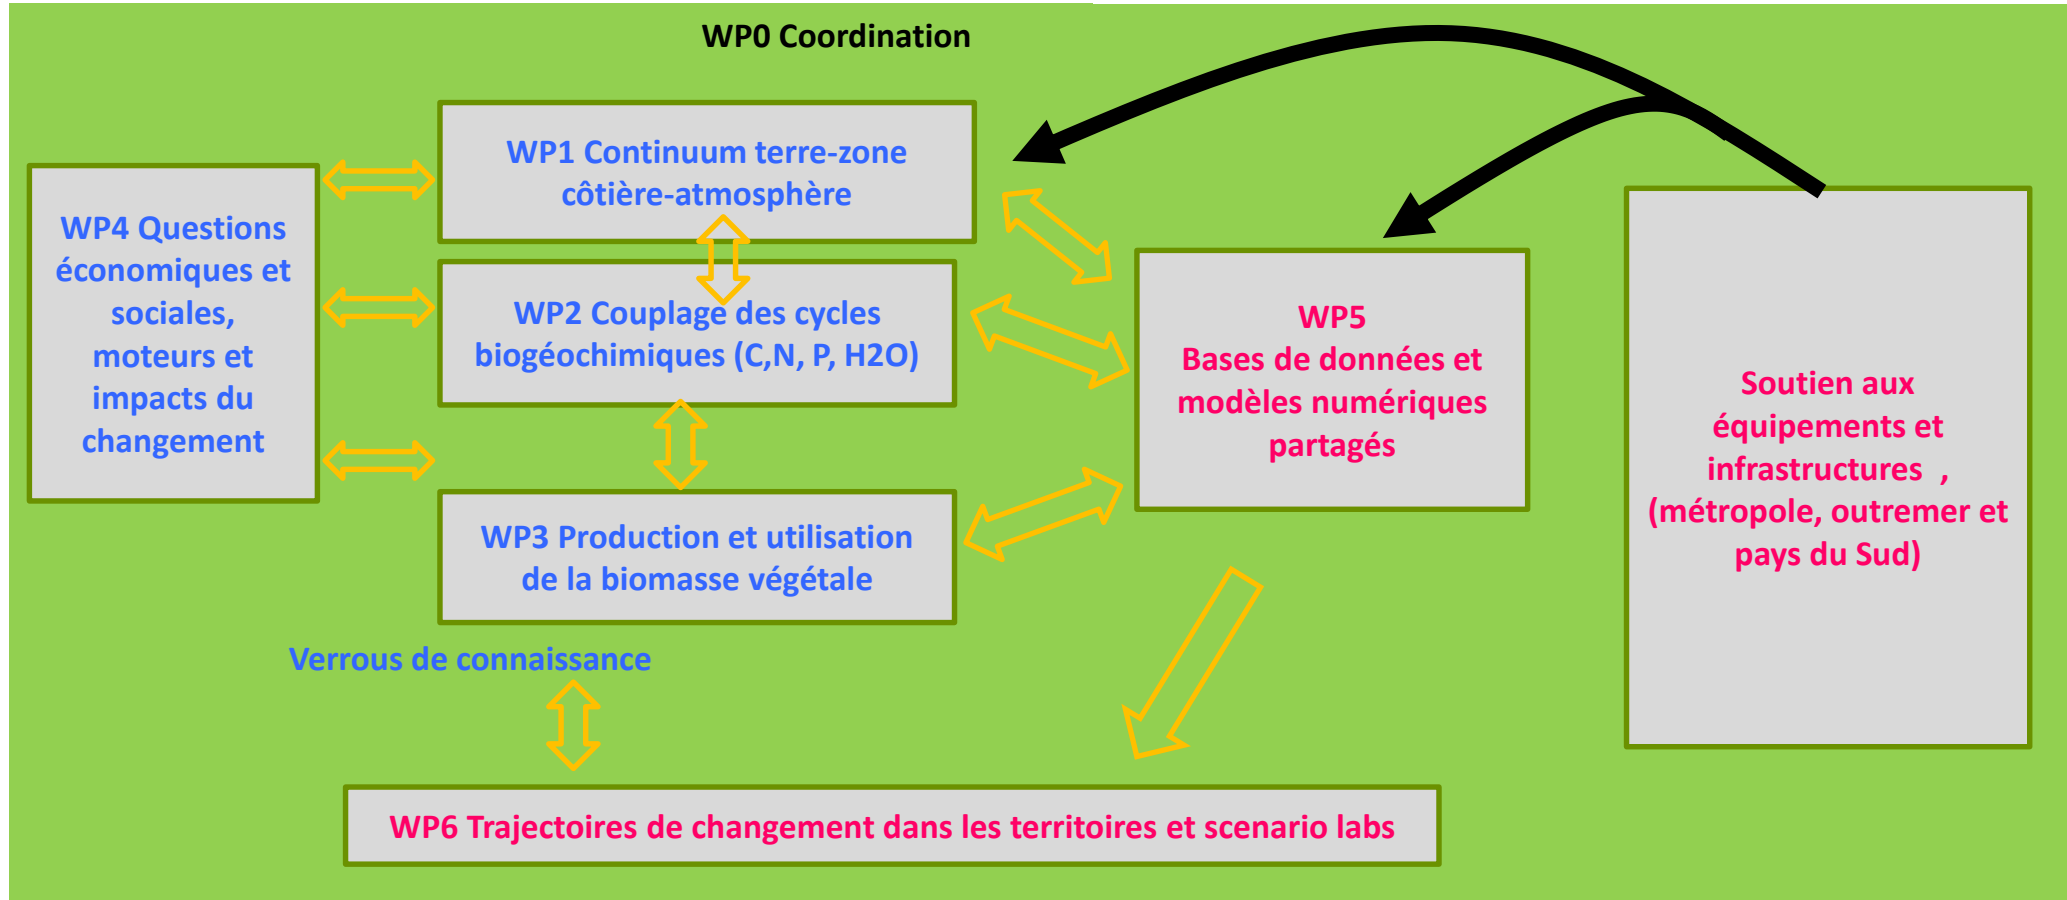 WP0 Coordination
WP1 Continuum terre-zone
côtière-atmosphère
WP4 Questions
économiques et
sociales,
moteurs et
impacts du
changement
WP2 Couplage des cycles
biogéochimiques (C,N, P, H2O)
WP3 Production et utilisation
de la biomasse végétale
WP5
Bases de données et
modèles numériques
partagés
Soutien aux
équipements et
infrastructures ,
(métropole, outremer et
pays du Sud)
Verrous de connaissance
WP6 Trajectoires de changement dans les territoires et scenario labs